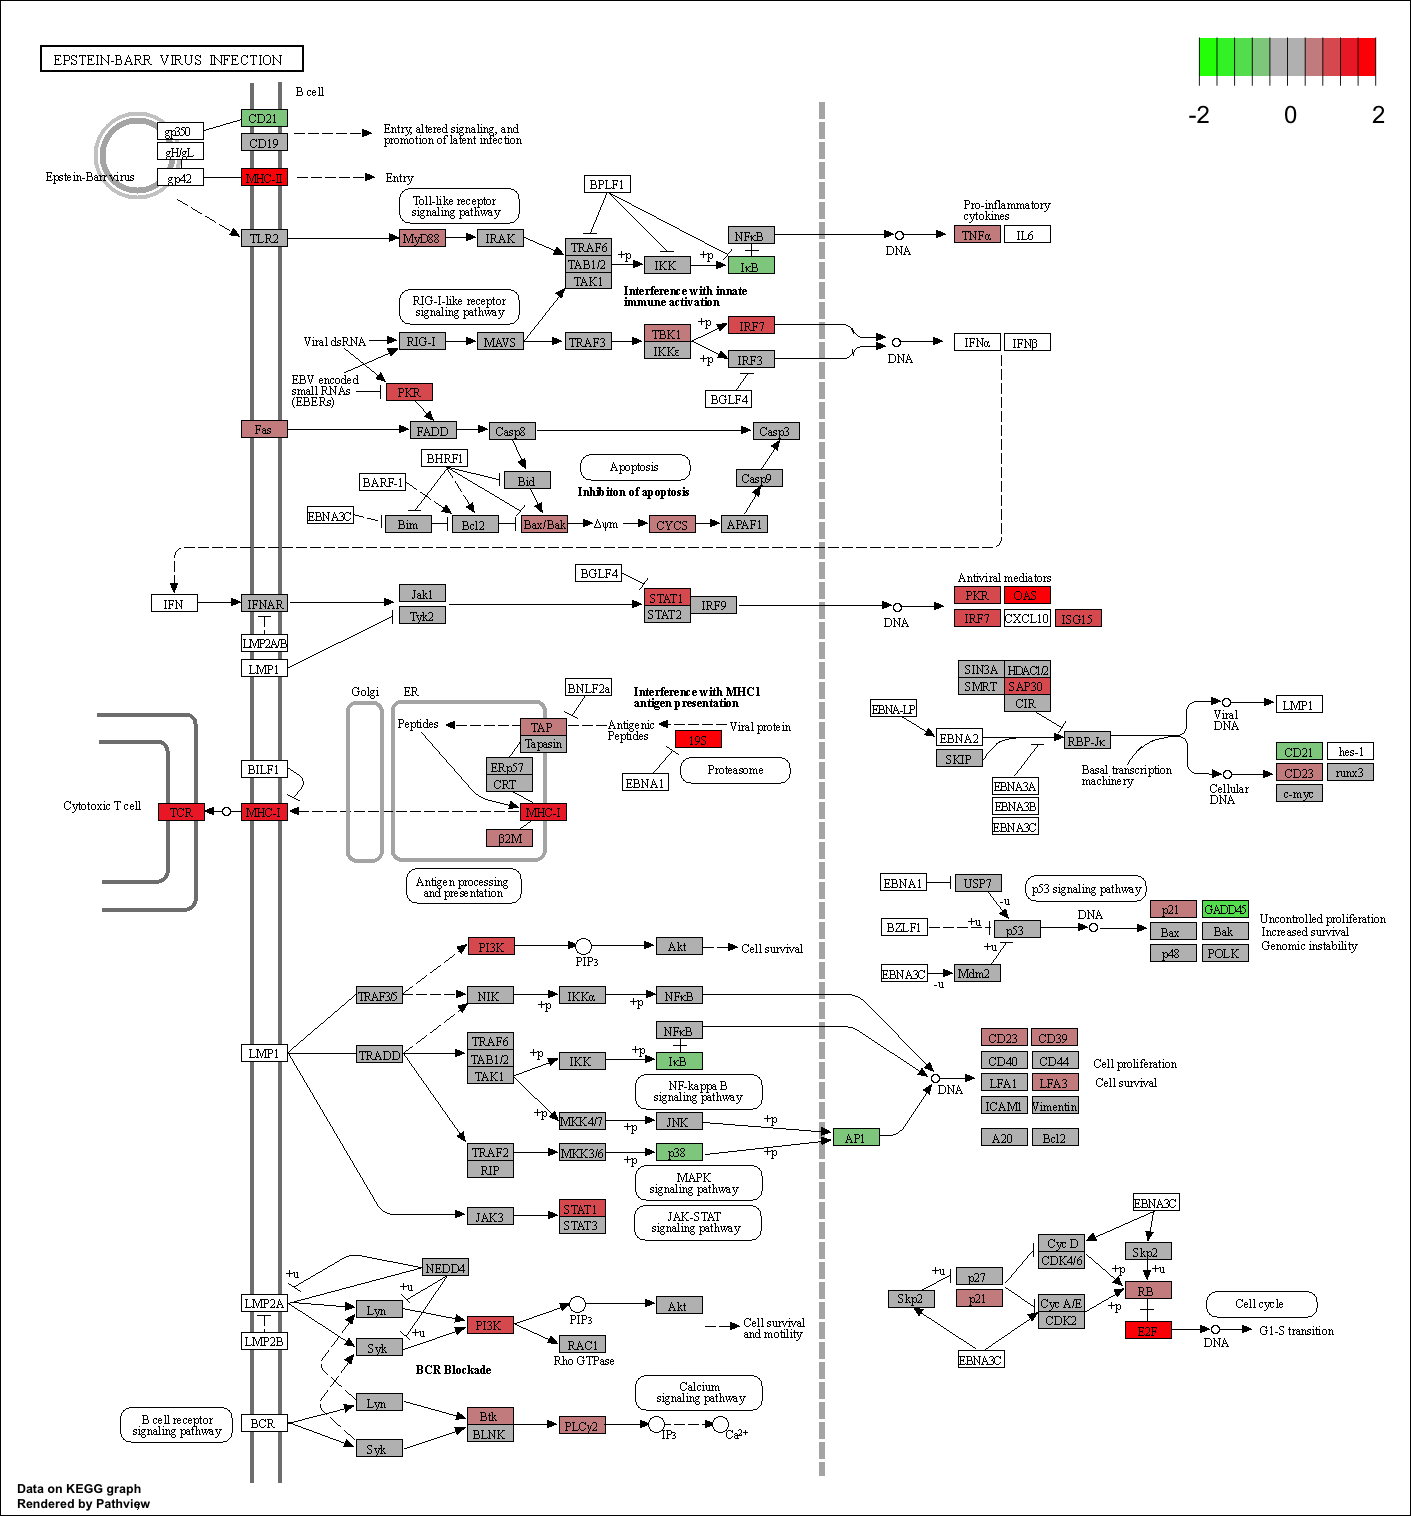 EPSTEIN-BARR VIRUS INFECTION
-2
0
2
B cell
CD21
gp350
CD19
gH/gL
Entry, altered signaling, and
promotion of latent infection
Epstein-Barr virus
gp42
MHC-II
Entry
Toll-like receptor
signaling pathway
BPLF1
TLR2
MyD88
IRAK
TRAF6
TAB1/2
TAK1
+p
IKK
+p
NFκB
IκB
DNA
Pro-inflammatory
cytokines
TNFα
IL6
Interference with innate
immune activation
RIG-I-like receptor
signaling pathway
Viral dsRNA
RIG-I
MAVS
TRAF3
TBK1
IKKε
+p
+p
IRF7
IRF3
DNA
IFNα
IFNβ
EBV encoded
small RNAs
(EBERs)
PKR
BGLF4
Fas
FADD
Casp8
Casp3
BHRF1
Apoptosis
BARF-1
Bid
Casp9
Inhibiton of apoptosis
EBNA3C
Bim
Bcl2
Bax/Bak
Δψm
CYCS
APAF1
BGLF4
IFN
IFNAR
Jak1
Tyk2
STAT1
STAT2
IRF9
DNA
Antiviral mediators
PKR
OAS
IRF7
CXCL10
ISG15
LMP2A/B
LMP1
Golgi
ER
BNLF2a
Interference with MHC1
antigen presentation
Peptides
TAP
Tapasin
Antigenic
Peptides
Viral protein
19S
ERp57
CRT
EBNA1
Proteasome
BILF1
Cytotoxic T cell
TCR
MHC-I
MHC-I
β2M
Antigen processing
and presentation
SIN3A
HDAC1/2
SMRT
SAP30
CIR
EBNA-LP
EBNA2
SKIP
RBP-Jκ
EBNA3A
EBNA3B
EBNA3C
Basal transcription
machinery
Viral
DNA
LMP1
Cellular
DNA
CD21
hes-1
CD23
runx3
c-myc
EBNA1
USP7
p53 signaling pathway
-u
BZLF1
+u
p53
DNA
+u
EBNA3C
-u
Mdm2
p21
GADD45
Bax
Bak
p48
POLK
Uncontrolled proliferation
Increased survival
Genomic instability
PI3K
PIP3
Akt
Cell survival
TRAF3/5
NIK
+p
IKKα
+p
NFκB
LMP1
TRADD
TRAF6
TAB1/2
TAK1
+p
IKK
+p
NFκB
IκB
NF-kappa B
signaling pathway
+p
MKK4/7
+p
JNK
+p
TRAF2
RIP
MKK3/6
+p
p38
+p
AP1
MAPK
signaling pathway
DNA
CD23
CD39
CD40
CD44
LFA1
LFA3
ICAM1
Vimentin
A20
Bcl2
Cell proliferation
Cell survival
JAK3
STAT1
STAT3
JAK-STAT
signaling pathway
NEDD4
+u
+u
+u
LMP2A
LMP2B
Lyn
Syk
PI3K
PIP3
Akt
RAC1
Rho GTPase
Cell survival
and motility
BCR Blockade
Calcium
signaling pathway
B cell receptor
signaling pathway
BCR
Lyn
Syk
Btk
BLNK
PLCγ2
IP3
Ca2+
EBNA3C
Cyc D
CDK4/6
Skp2
+u
+p
+u
p27
p21
Skp2
Cyc A/E
CDK2
+p
RB
E2F
EBNA3C
Cell cycle
DNA
G1-S transition
Data on KEGG graph
Rendered by Pathview